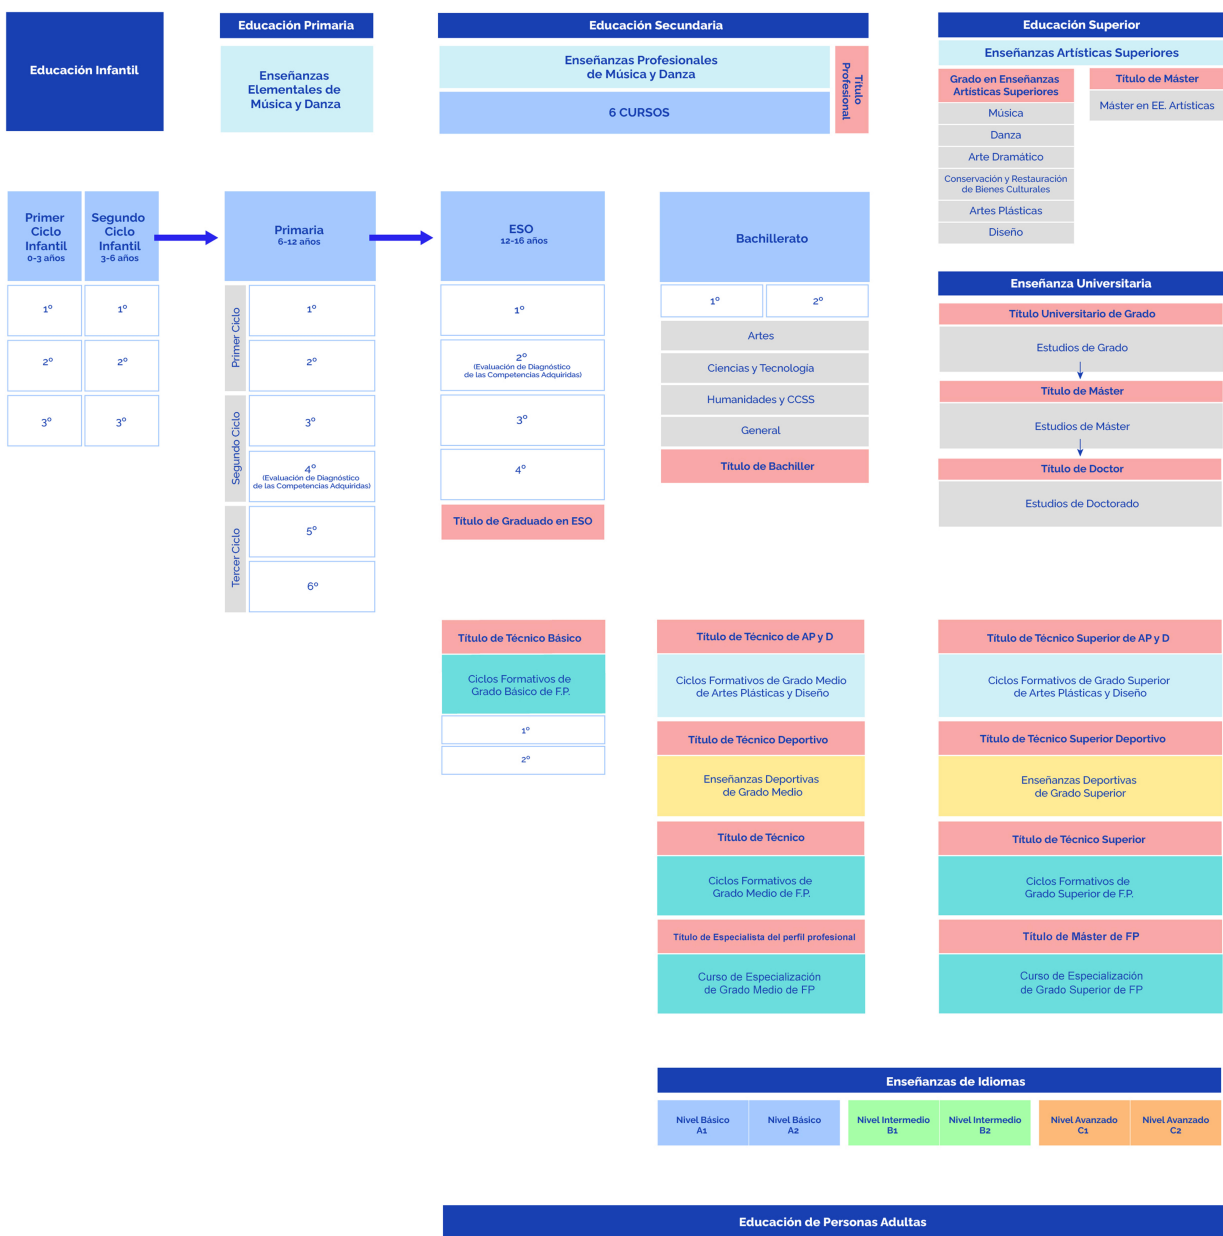 Educación Infantil
Educación Primaria
Enseñanzas
Elementales de
Música y Danza
Educación Secundaria
Enseñanzas Profesionales
de Música y Danza
6 CURSOS
Título
Profesional
Educación Superior
Enseñanzas Artísticas Superiores
Grado en Enseñanzas
Artísticas Superiores
Música
Danza
Arte Dramático
Conservación y Restauración
de Bienes Culturales
Artes Plásticas
Diseño
Título de Máster
Máster en EE. Artísticas
Primer
Ciclo
Infantil
0-3 años
1º
2º
3º
Segundo
Ciclo
Infantil
3-6 años
1º
2º
3º
Primaria
6-12 años
Primer Ciclo
1º
2º
Segundo Ciclo
3º
4º
(Evaluación de Diagnóstico
de las Competencias Adquiridas)
Tercer Ciclo
5º
6º
ESO
12-16 años
1º
2º
(Evaluación de Diagnóstico
de las Competencias Adquiridas)
3º
4º
Título de Graduado en ESO
Bachillerato
1º
2º
Artes
Ciencias y Tecnología
Humanidades y CCSS
General
Título de Bachiller
Enseñanza Universitaria
Título Universitario de Grado
Estudios de Grado
Título de Máster
Estudios de Máster
Título de Doctor
Estudios de Doctorado
Título de Técnico Básico
Ciclos Formativos de
Grado Básico de F.P.
1º
2º
Título de Técnico de AP y D
Ciclos Formativos de Grado Medio
de Artes Plásticas y Diseño
Título de Técnico Deportivo
Enseñanzas Deportivas
de Grado Medio
Título de Técnico
Ciclos Formativos de
Grado Medio de F.P.
Título de Especialista del perfil profesional
Curso de Especialización
de Grado Medio de FP
Título de Técnico Superior de AP y D
Ciclos Formativos de Grado Superior
de Artes Plásticas y Diseño
Título de Técnico Superior Deportivo
Enseñanzas Deportivas
de Grado Superior
Título de Técnico Superior
Ciclos Formativos de
Grado Superior de F.P.
Título de Máster de FP
Curso de Especialización
de Grado Superior de FP
Enseñanzas de Idiomas
Nivel Básico
A1
Nivel Básico
A2
Nivel Intermedio
B1
Nivel Intermedio
B2
Nivel Avanzado
C1
Nivel Avanzado
C2
Educación de Personas Adultas